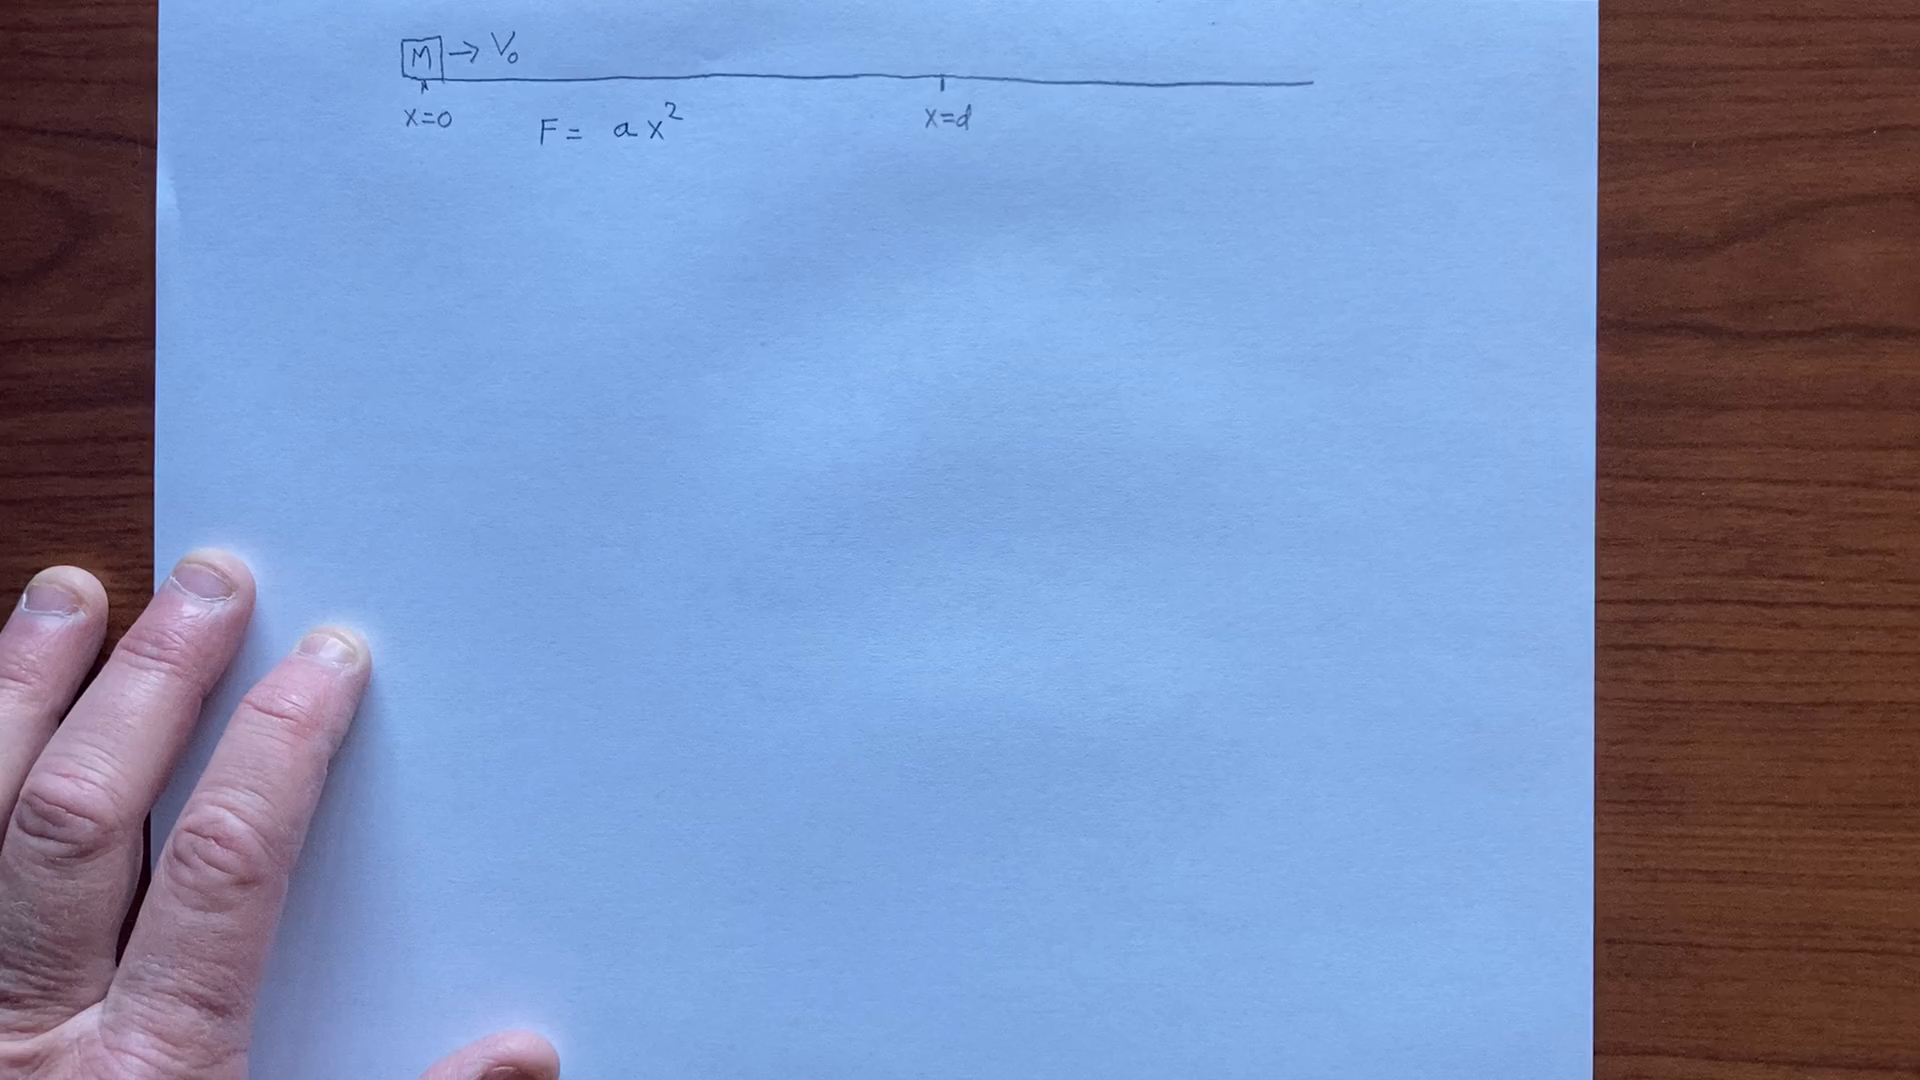 M → V₀
x=0 F= ax² x=d